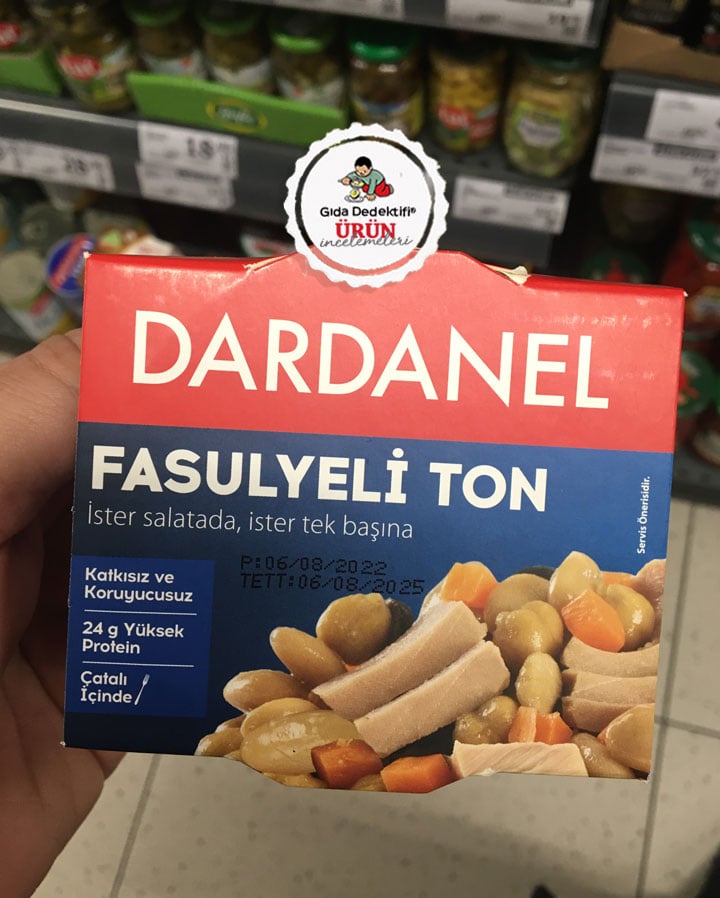 Gıda Dedektifi®
ÜRÜN
incelemeleri
DARDANEL
FASULYELİ TON
İster salatada, ister tek başına
P:06/08/2022
TETT:06/08/2025
Katkısız ve
Koruyucusuz
24 g Yüksek
Protein
Çatalı
İçinde
Servis Önerisidir.